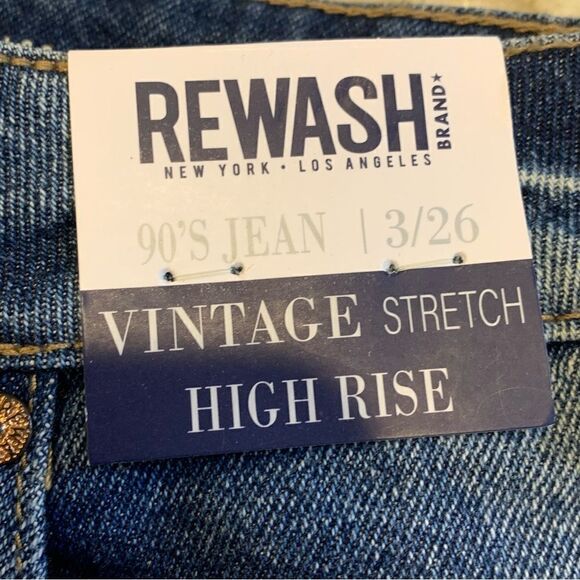 REWASH BRAND★
NEW YORK • LOS ANGELES
90'S JEAN | 3/26
VINTAGE STRETCH
HIGH RISE